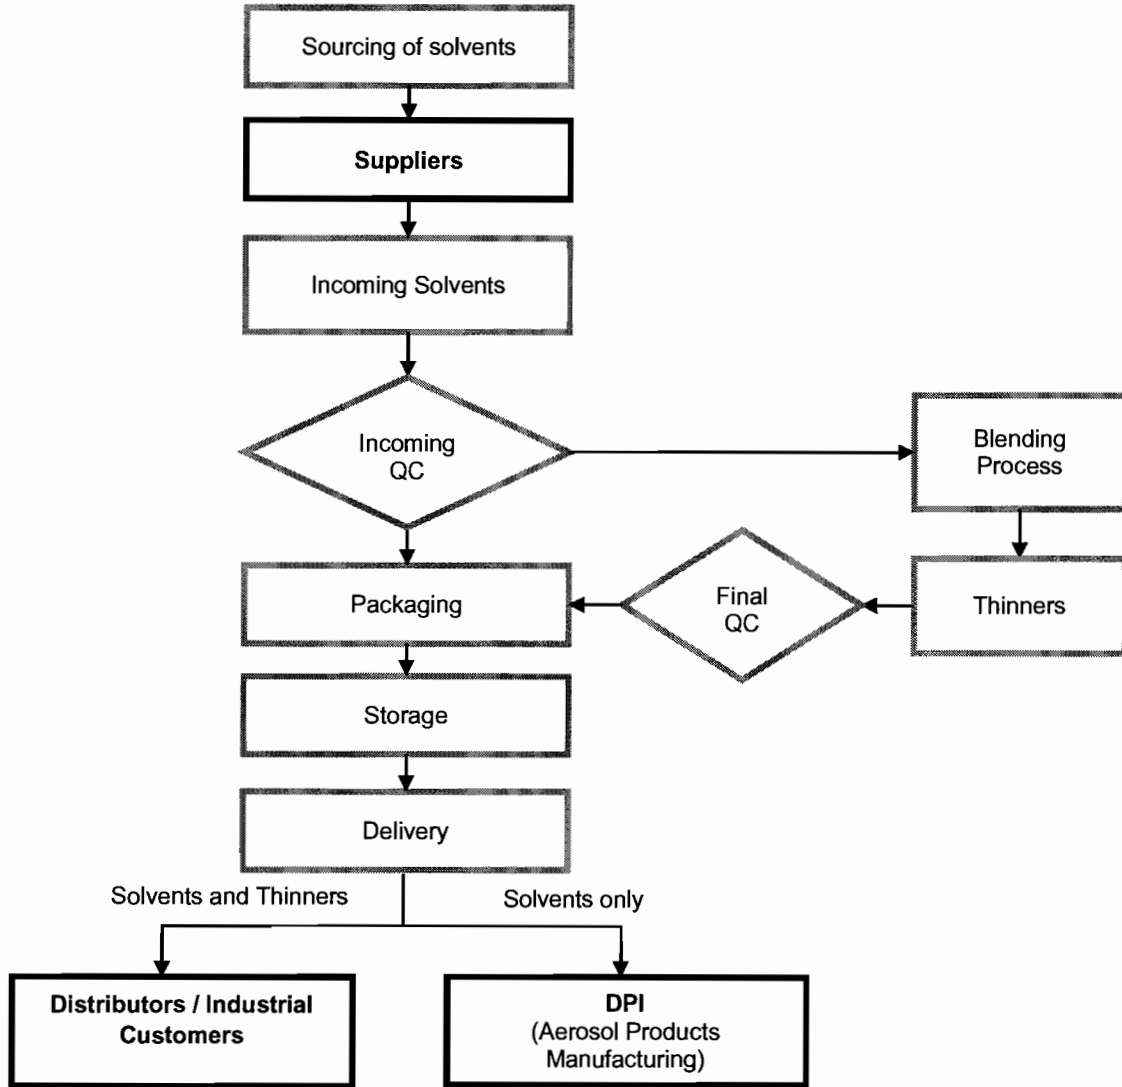 Sourcing of solvents
Suppliers
Incoming Solvents
Incoming
QC
Blending
Process
Packaging
Final
QC
Thinners
Storage
Delivery
Solvents and Thinners
Solvents only
Distributors / Industrial
Customers
DPI
(Aerosol Products
Manufacturing)